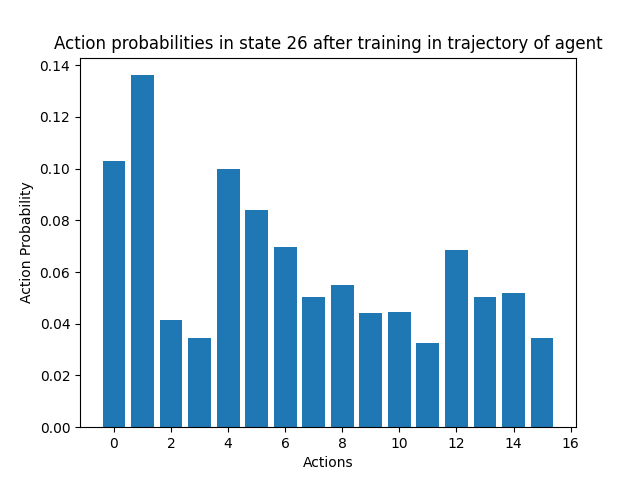 Action probabilities in state 26 after training in trajectory of agent
0.14
0.12
0.10
0.08
0.06
0.04
0.02
0.00
Action Probability
0 2 4 6 8 10 12 14 16
Actions